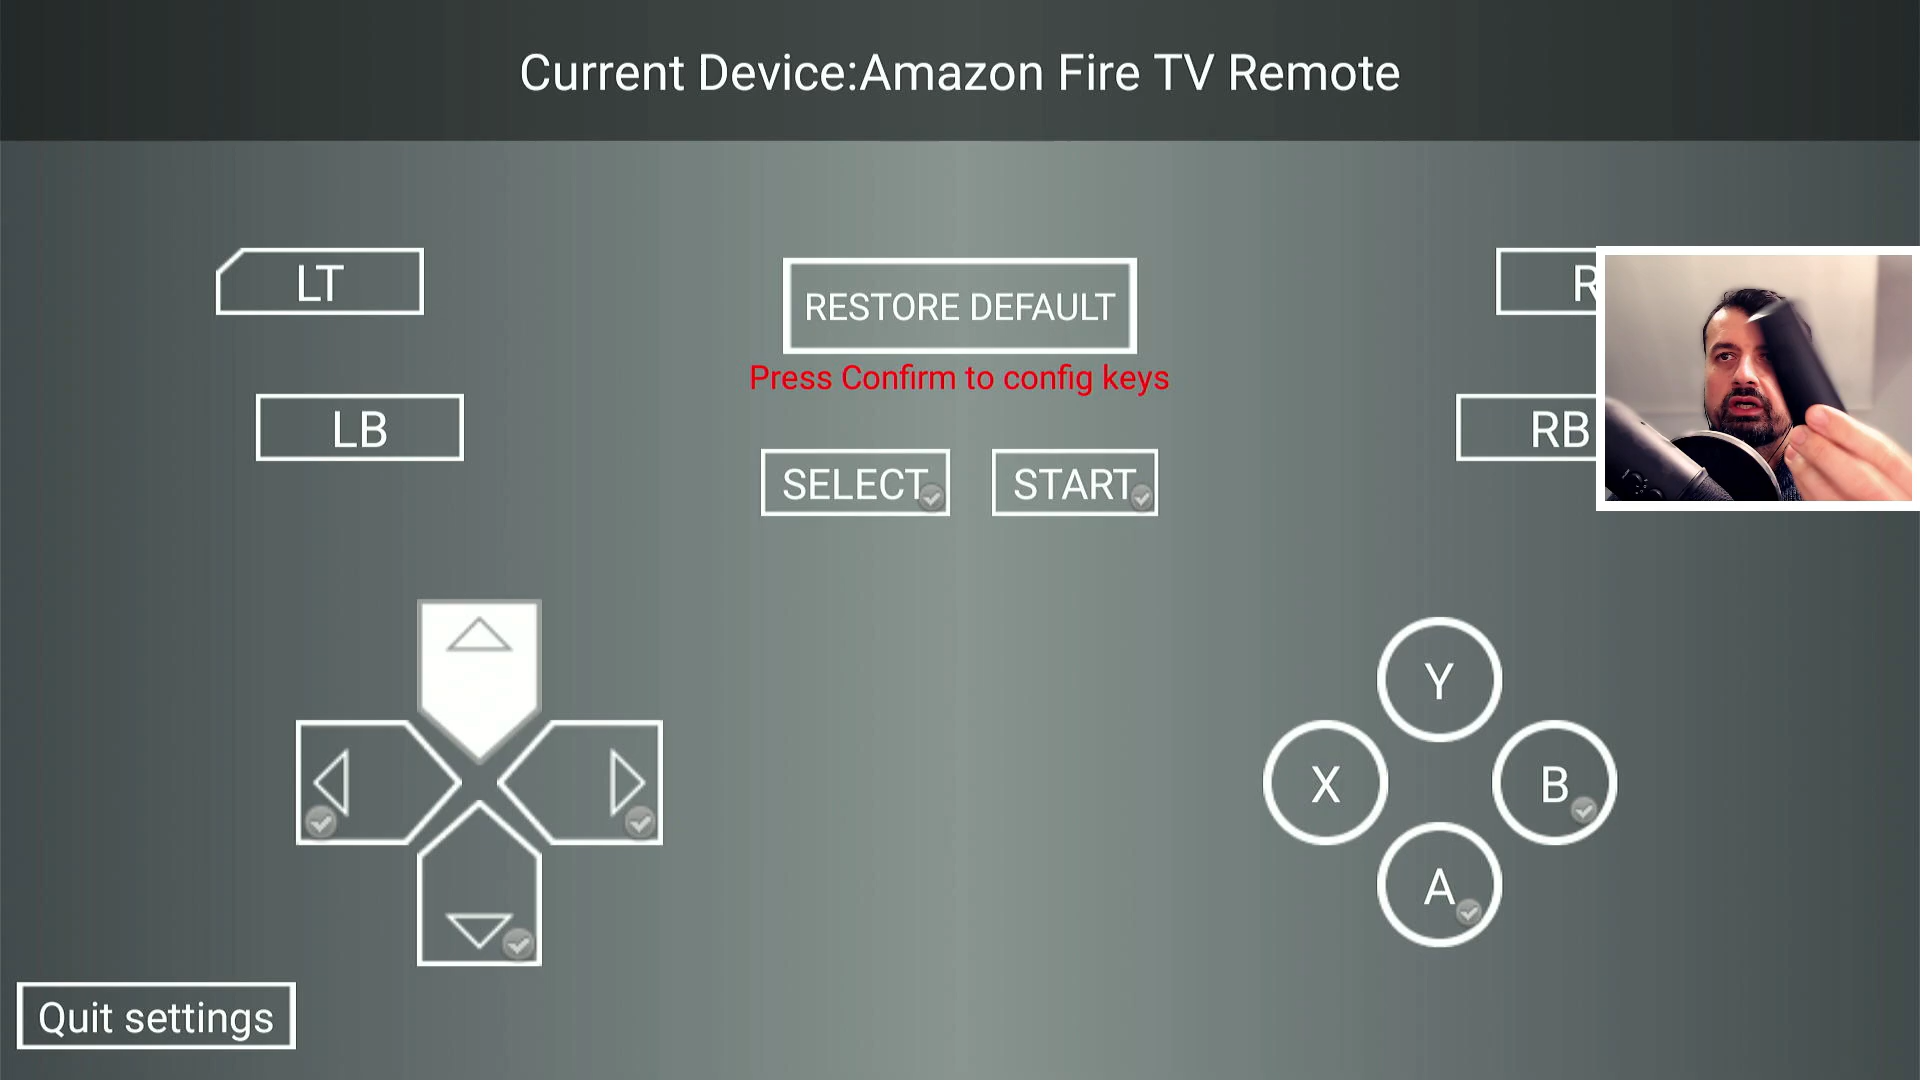 Current Device:Amazon Fire TV Remote
LT
RESTORE DEFAULT
R
Press Confirm to config keys
LB
RB
SELECT
START
Y
X
B
A
Quit settings